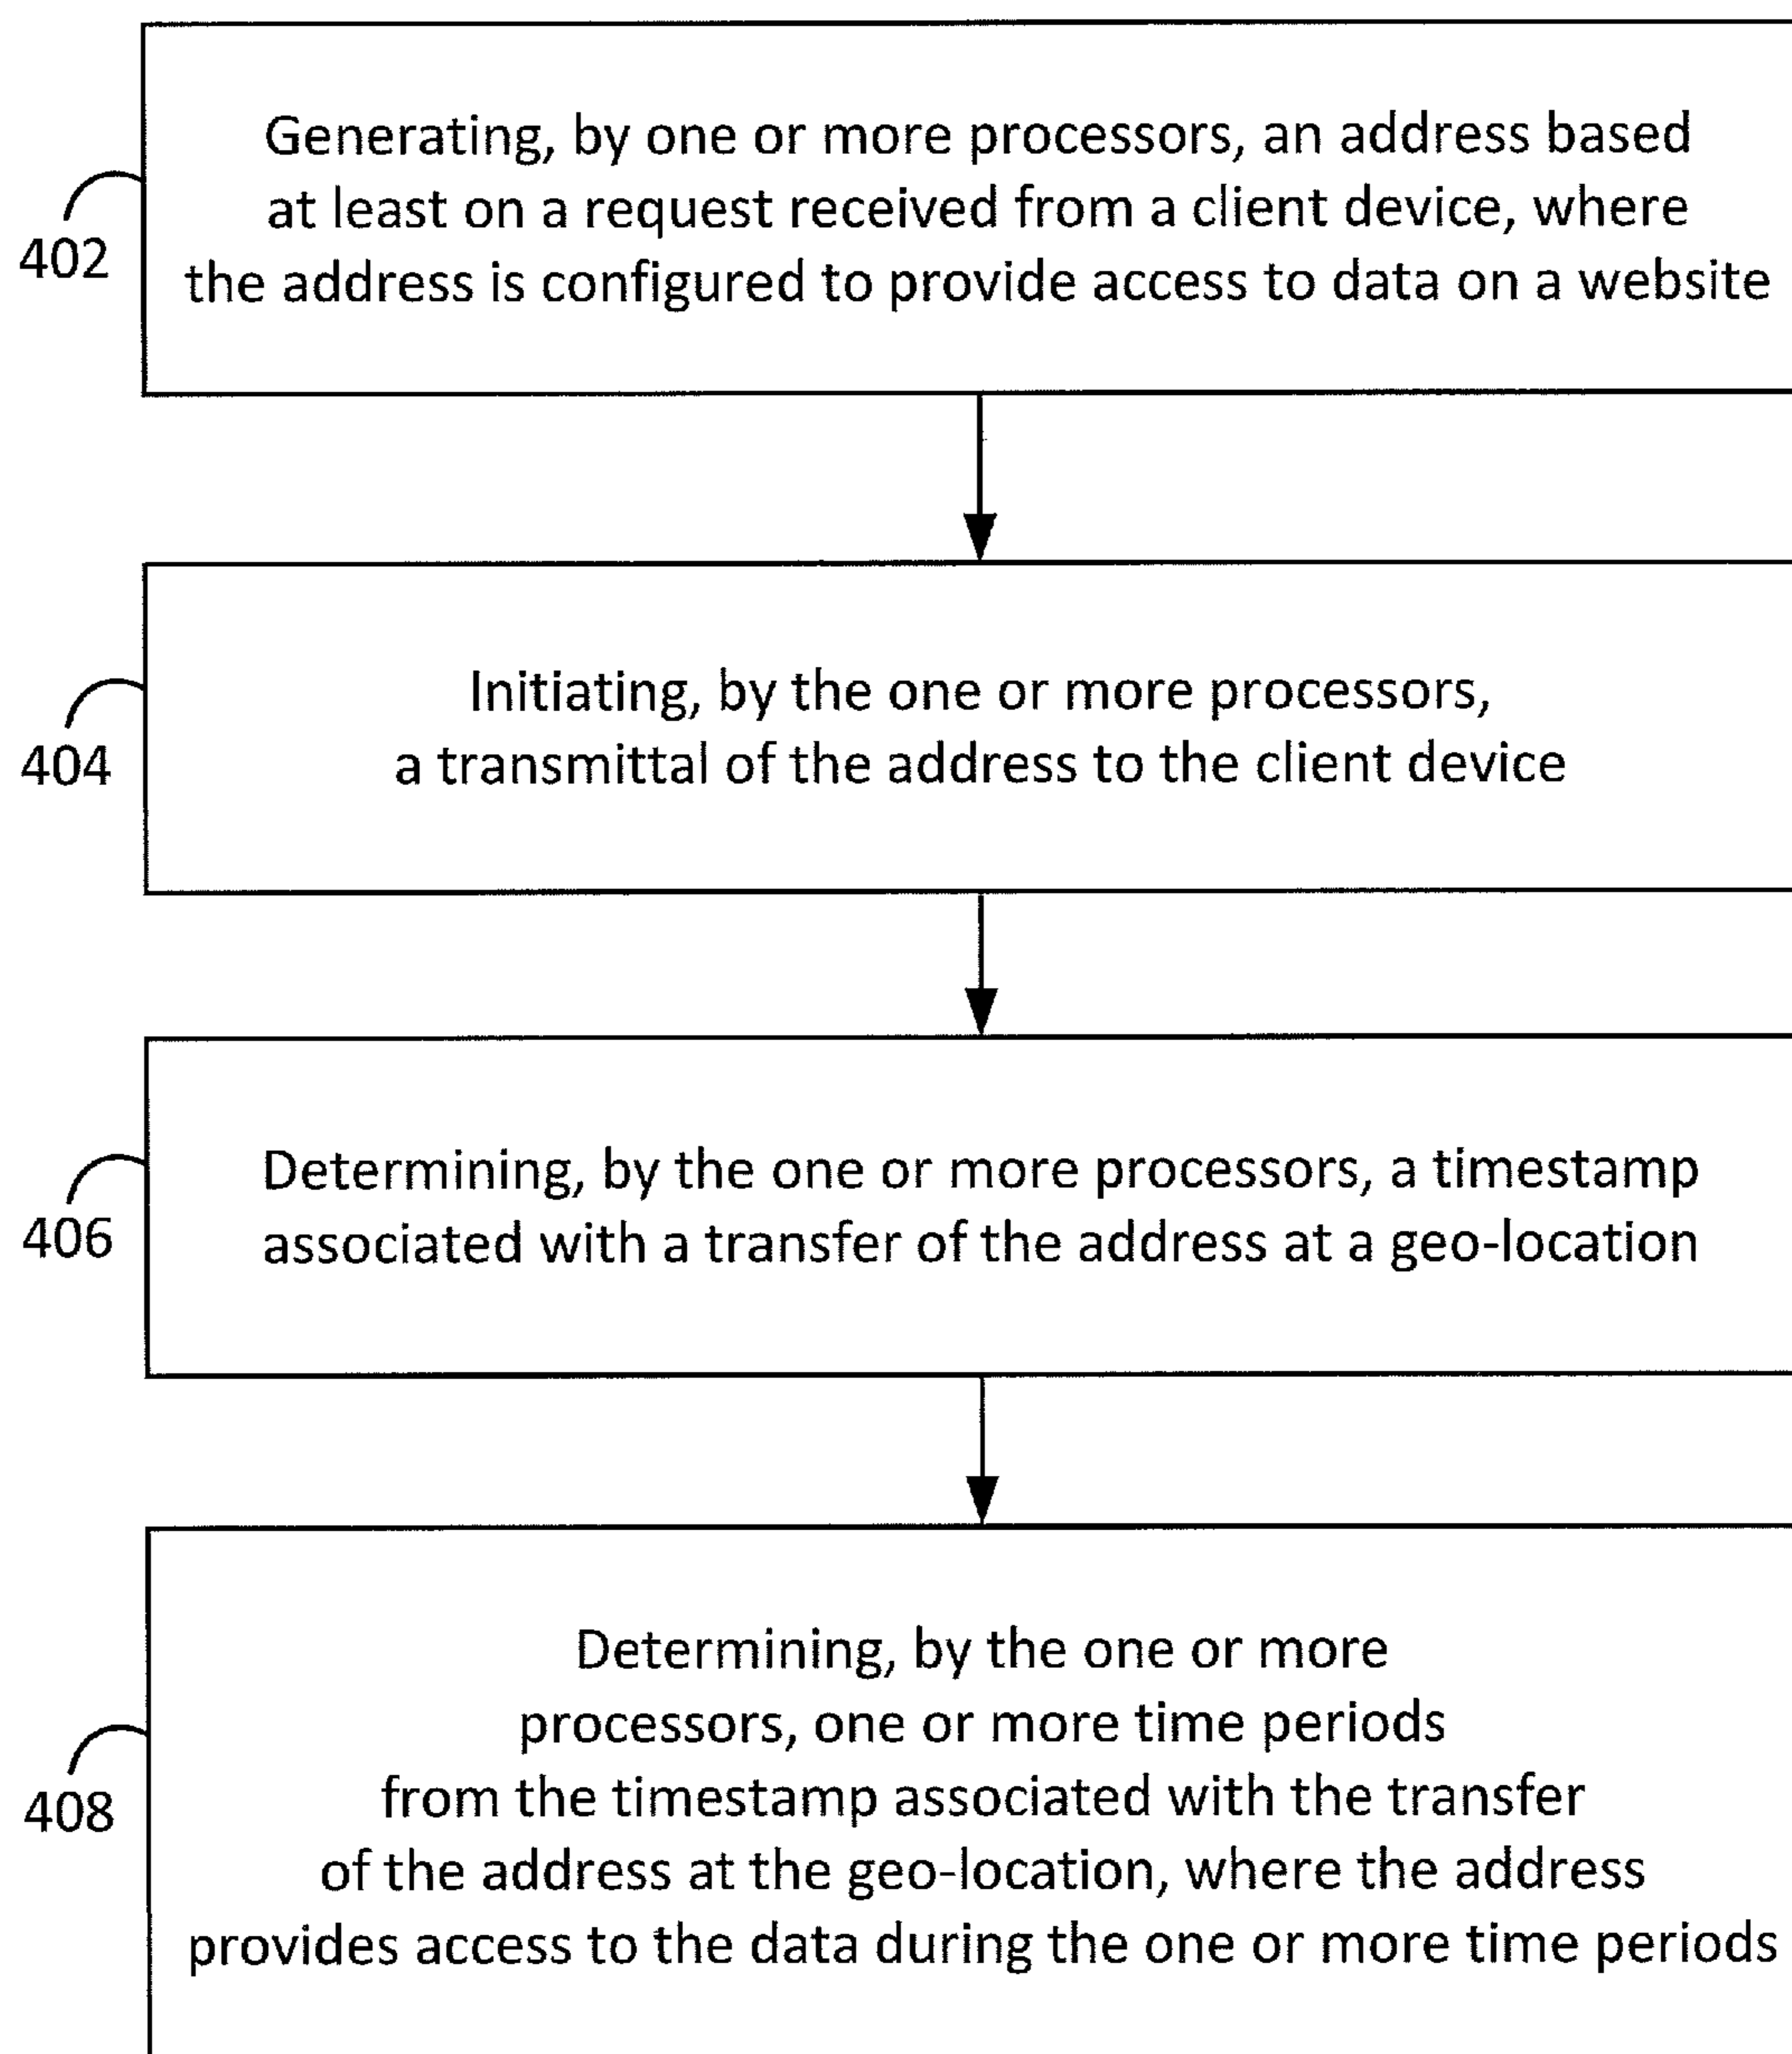 Generating, by one or more processors, an address based
at least on a request received from a client device, where
the address is configured to provide access to data on a website
402
Initiating, by the one or more processors,
a transmittal of the address to the client device
404
Determining, by the one or more processors, a timestamp
associated with a transfer of the address at a geo-location
406
Determining, by the one or more
processors, one or more time periods
from the timestamp associated with the transfer
of the address at the geo-location, where the address
provides access to the data during the one or more time periods
408